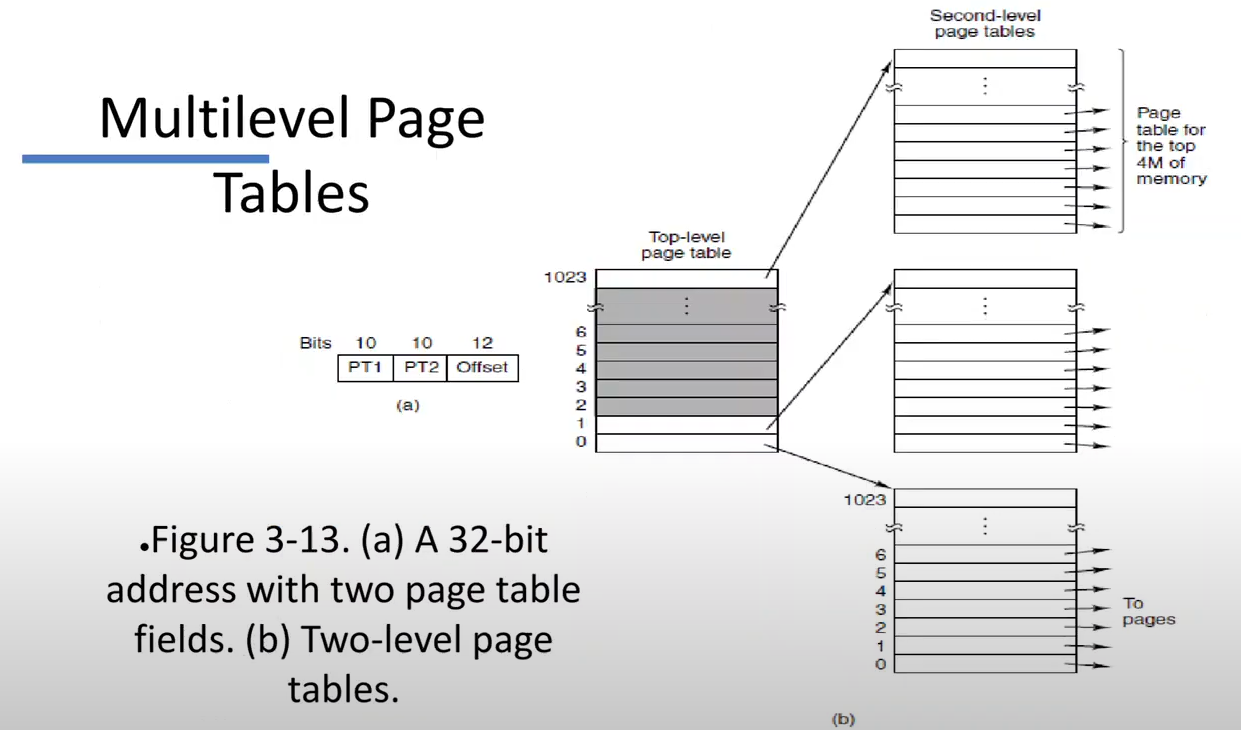 Multilevel Page
Tables
Second-level
page tables
Page
table for
the top
4M of
memory
Top-level
page table
1023
6
5
4
3
2
1
0
Bits 10 10 12
PT1 PT2 Offset
(a)
1023
6
5
4
3
2
1
0
To
pages
(b)
•Figure 3-13. (a) A 32-bit
address with two page table
fields. (b) Two-level page
tables.